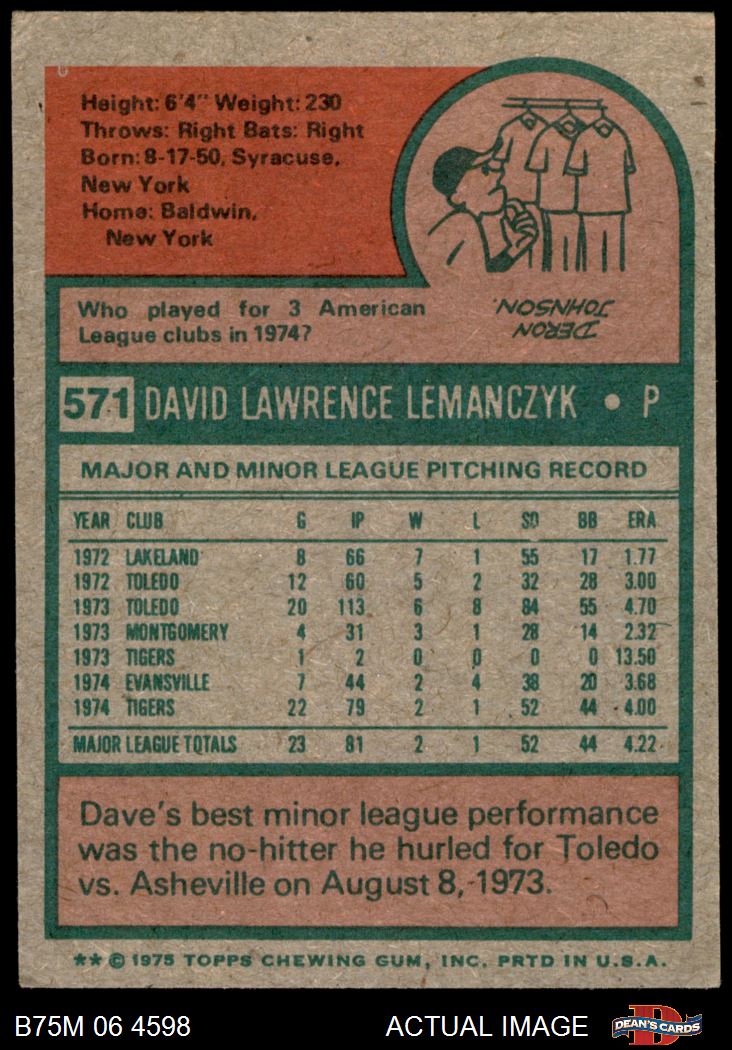 Height: 6'4" Weight: 230
Throws: Right Bats: Right
Born: 8-17-50, Syracuse,
New York
Home: Baldwin,
New York
Who played for 3 American
League clubs in 1974?
DERON
JOHNSON.
571 DAVID LAWRENCE LEMANCZYK • P
MAJOR AND MINOR LEAGUE PITCHING RECORD
YEAR CLUB G IP W L SO BB ERA
1972 LAKELAND 8 66 7 1 55 17 1.77
1972 TOLEDO 12 60 5 2 32 28 3.00
1973 TOLEDO 20 113 6 8 84 55 4.70
1973 MONTGOMERY 4 31 3 1 28 14 2.32
1973 TIGERS 1 2 0 0 0 0 13.50
1974 EVANSVILLE 7 44 2 4 38 20 3.68
1974 TIGERS 22 79 2 1 52 44 4.00
MAJOR LEAGUE TOTALS 23 81 2 1 52 44 4.22
Dave's best minor league performance
was the no-hitter he hurled for Toledo
vs. Asheville on August 8, 1973.
** © 1975 TOPPS CHEWING GUM, INC. PRTD IN U.S.A.
B75M 06 4598 ACTUAL IMAGE DEAN'S CARDS